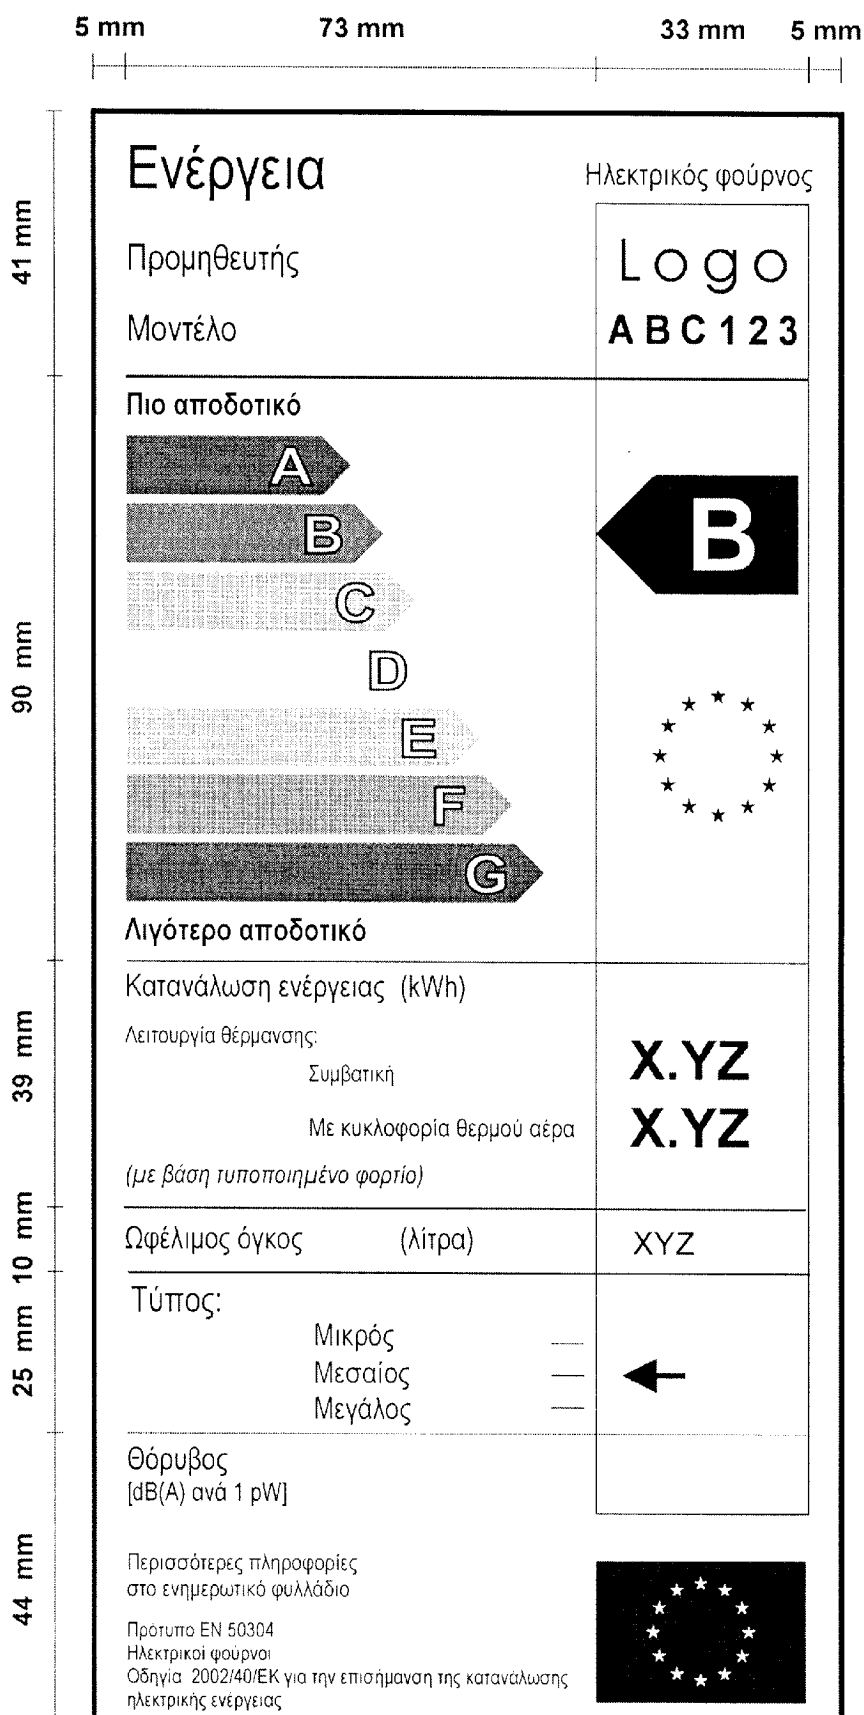 5 mm 73 mm 33 mm 5 mm
41 mm
90 mm
39 mm
10 mm
25 mm
44 mm
Ενέργεια
Ηλεκτρικός φούρνος
Προμηθευτής
Logo
Μοντέλο
ABC123
Πιο αποδοτικό
A
B
B
C
D
E
F
G
Λιγότερο αποδοτικό
Κατανάλωση ενέργειας (kWh)
Λειτουργία θέρμανσης:
Συμβατική
X.YZ
Με κυκλοφορία θερμού αέρα
X.YZ
(με βάση τυποποιημένο φορτίο)
Ωφέλιμος όγκος (λίτρα) XYZ
Τύπος:
Μικρός
Μεσαίος
Μεγάλος
Θόρυβος
[dB(A) ανά 1 pW]
Περισσότερες πληροφορίες
στο ενημερωτικό φυλλάδιο
Πρότυπο EN 50304
Ηλεκτρικοί φούρνοι
Οδηγία 2002/40/ΕΚ για την επισήμανση της κατανάλωσης
ηλεκτρικής ενέργειας